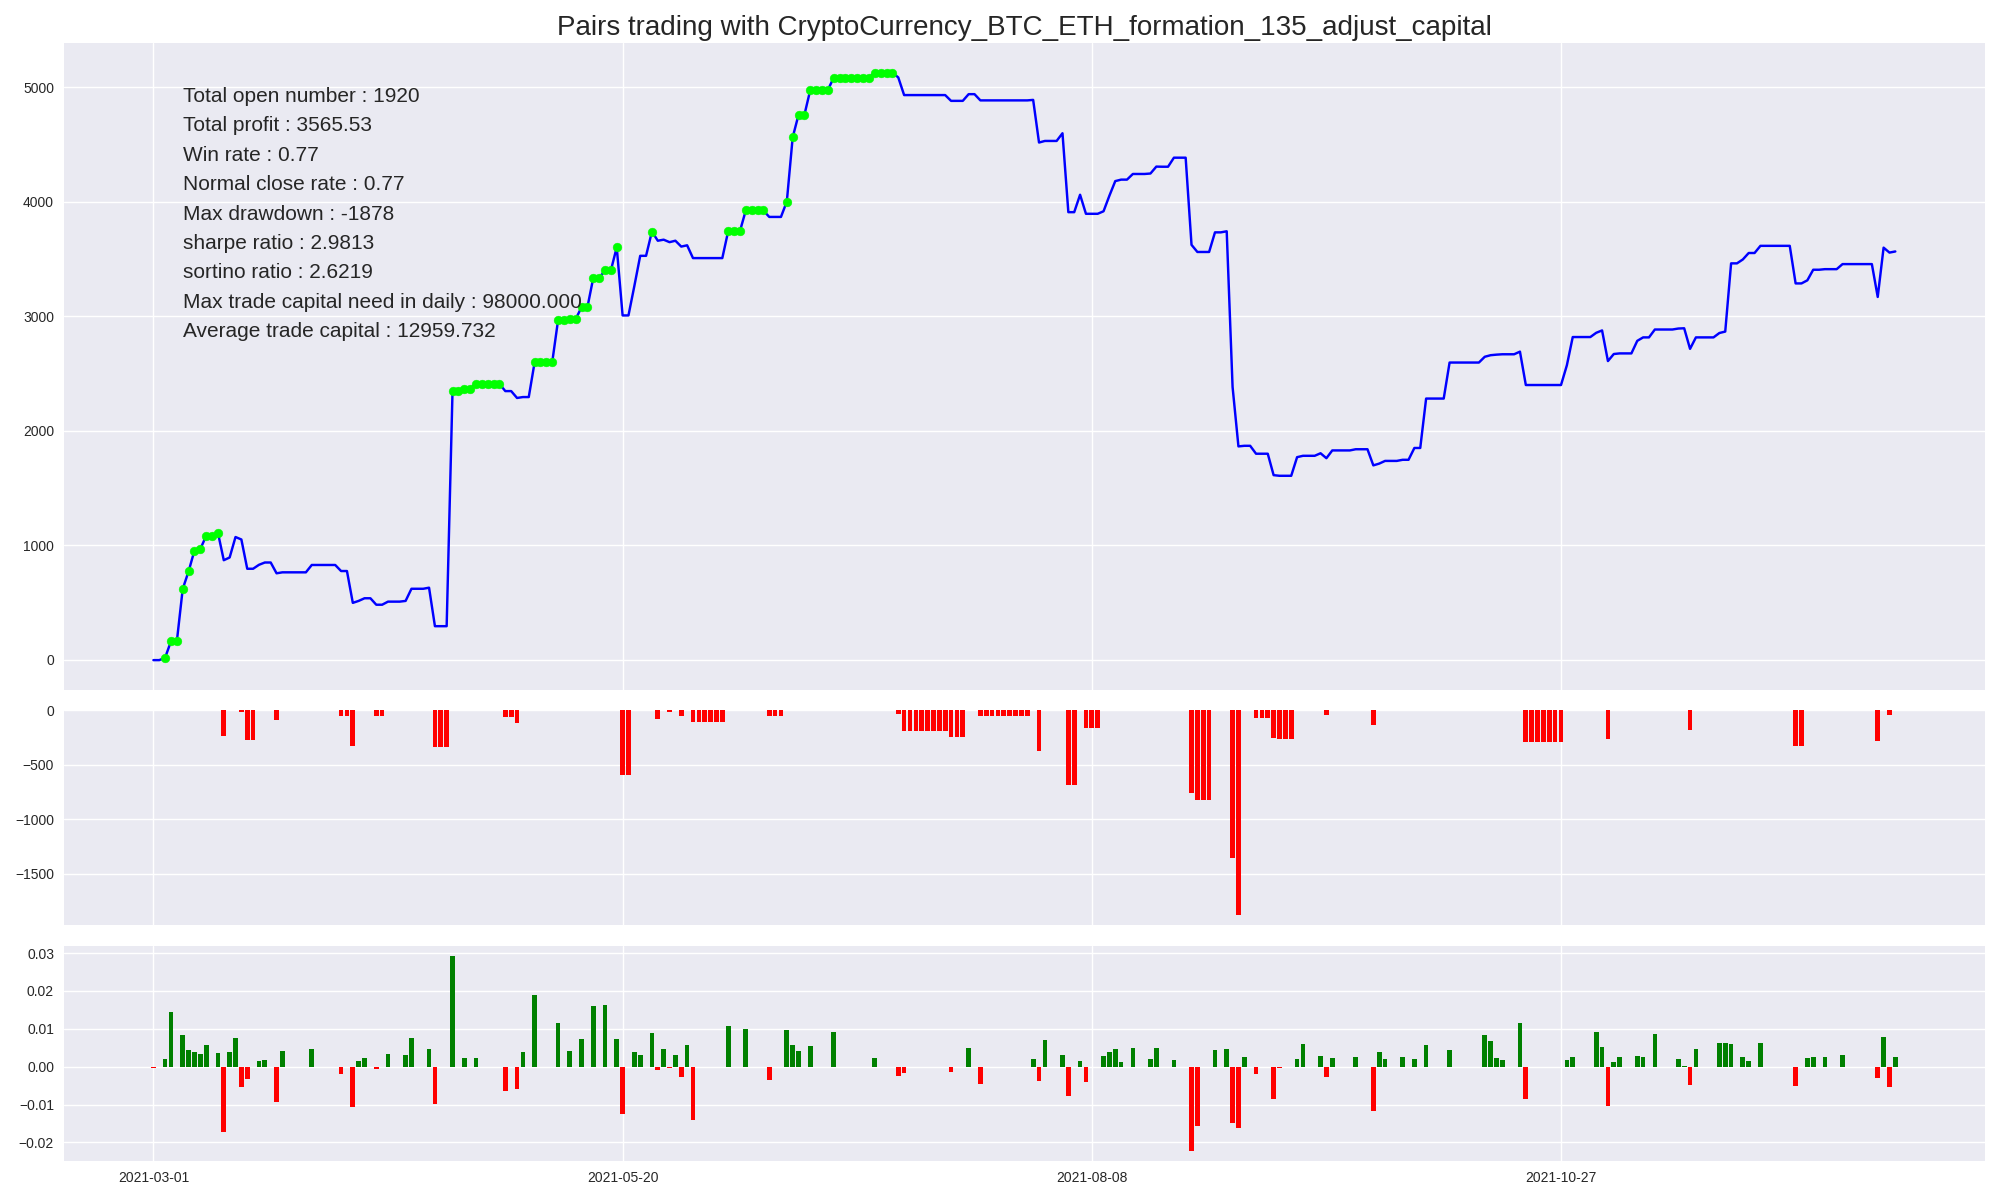 Pairs trading with CryptoCurrency_BTC_ETH_formation_135_adjust_capital
5000
4000
3000
2000
1000
0
Total open number : 1920
Total profit : 3565.53
Win rate : 0.77
Normal close rate : 0.77
Max drawdown : -1878
sharpe ratio : 2.9813
sortino ratio : 2.6219
Max trade capital need in daily : 98000.000
Average trade capital : 12959.732
0
−500
−1000
−1500
0.03
0.02
0.01
0.00
−0.01
−0.02
2021-03-01 2021-05-20 2021-08-08 2021-10-27